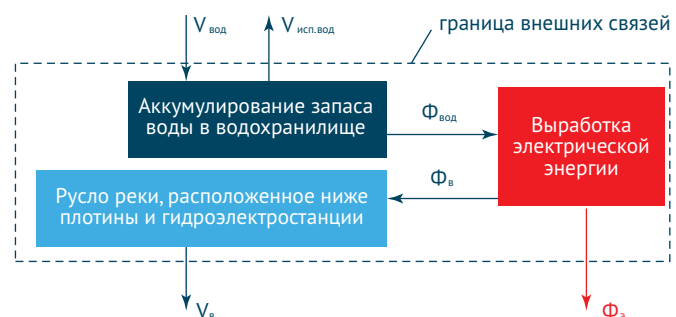 V вод
V исп.вод
граница внешних связей
Аккумулирование запаса
воды в водохранилище
Ф вод
Выработка
электрической
энергии
Русло реки, расположенное ниже
плотины и гидроэлектростанции
Ф в
V в
Ф э